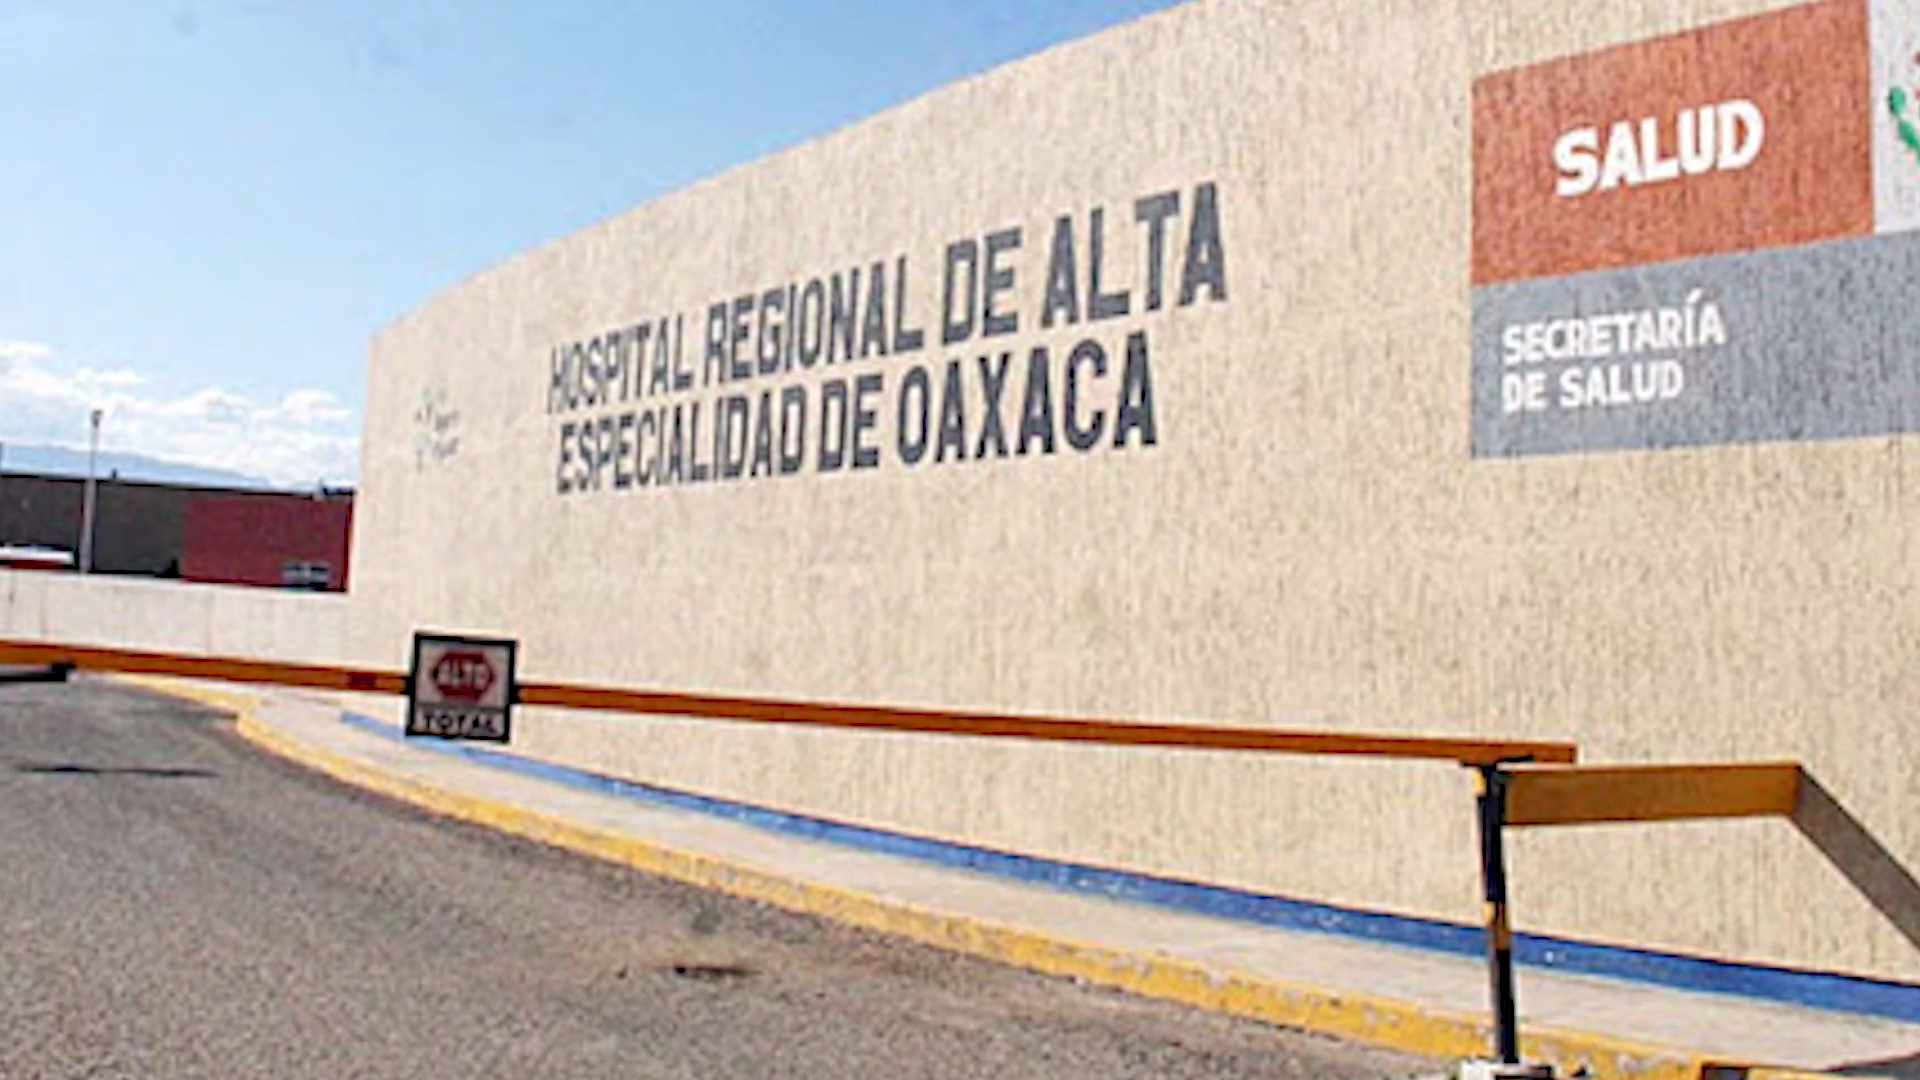 HOSPITAL REGIONAL DE ALTA
ESPECIALIDAD DE OAXACA
SALUD
SECRETARÍA
DE SALUD
ALTO
TOTAL